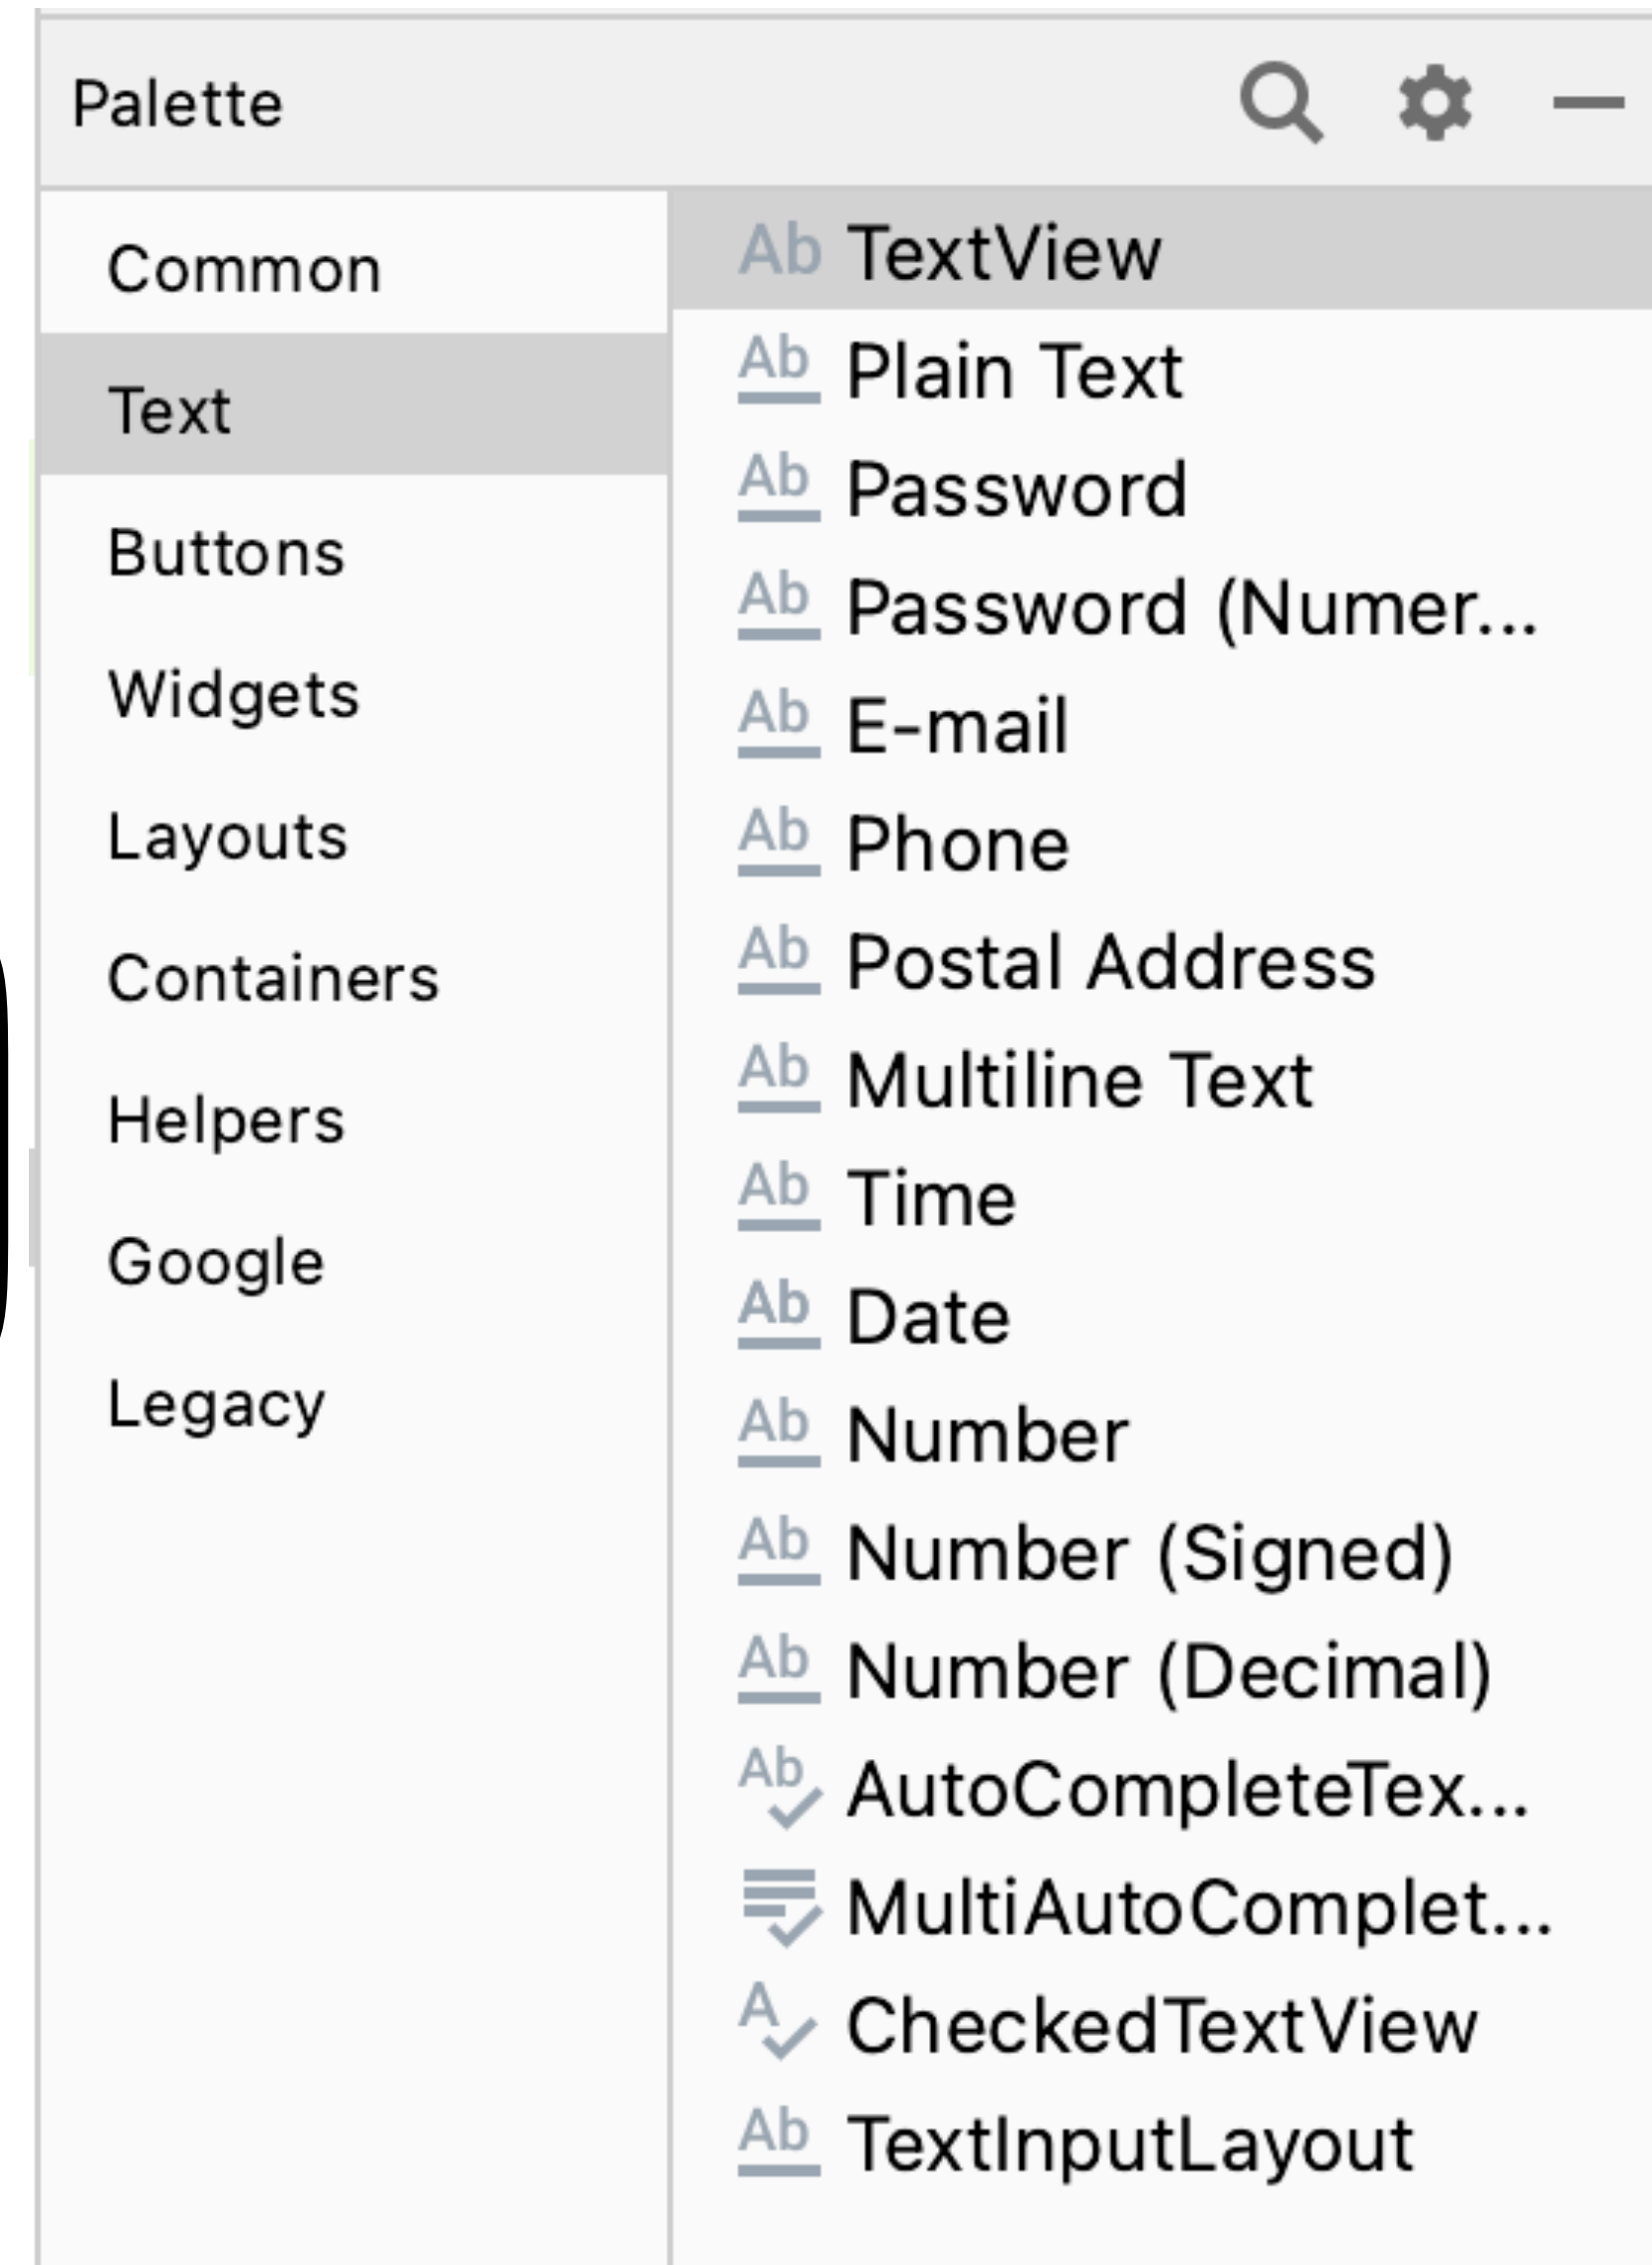 Palette
Common
Text
Buttons
Widgets
Layouts
Containers
Helpers
Google
Legacy
Ab TextView
Ab Plain Text
Ab Password
Ab Password (Numer...
Ab E-mail
Ab Phone
Ab Postal Address
Ab Multiline Text
Ab Time
Ab Date
Ab Number
Ab Number (Signed)
Ab Number (Decimal)
Ab AutoCompleteTex...
MultiAutoComplet...
A CheckedTextView
Ab TextInputLayout